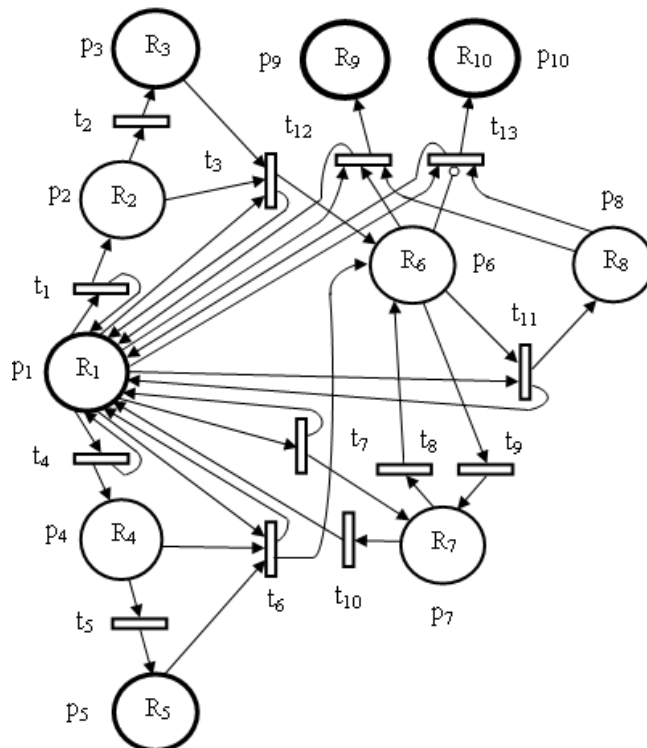 p3 R3 p9 R9 R10 p10
t2 t12 t13
t3
p2 R2 p8
R6 p6 R8
t1
t11
p1 R1
t4 t7 t8 t9
p4 R4 R7
t6 t10
t5 p7
p5 R5